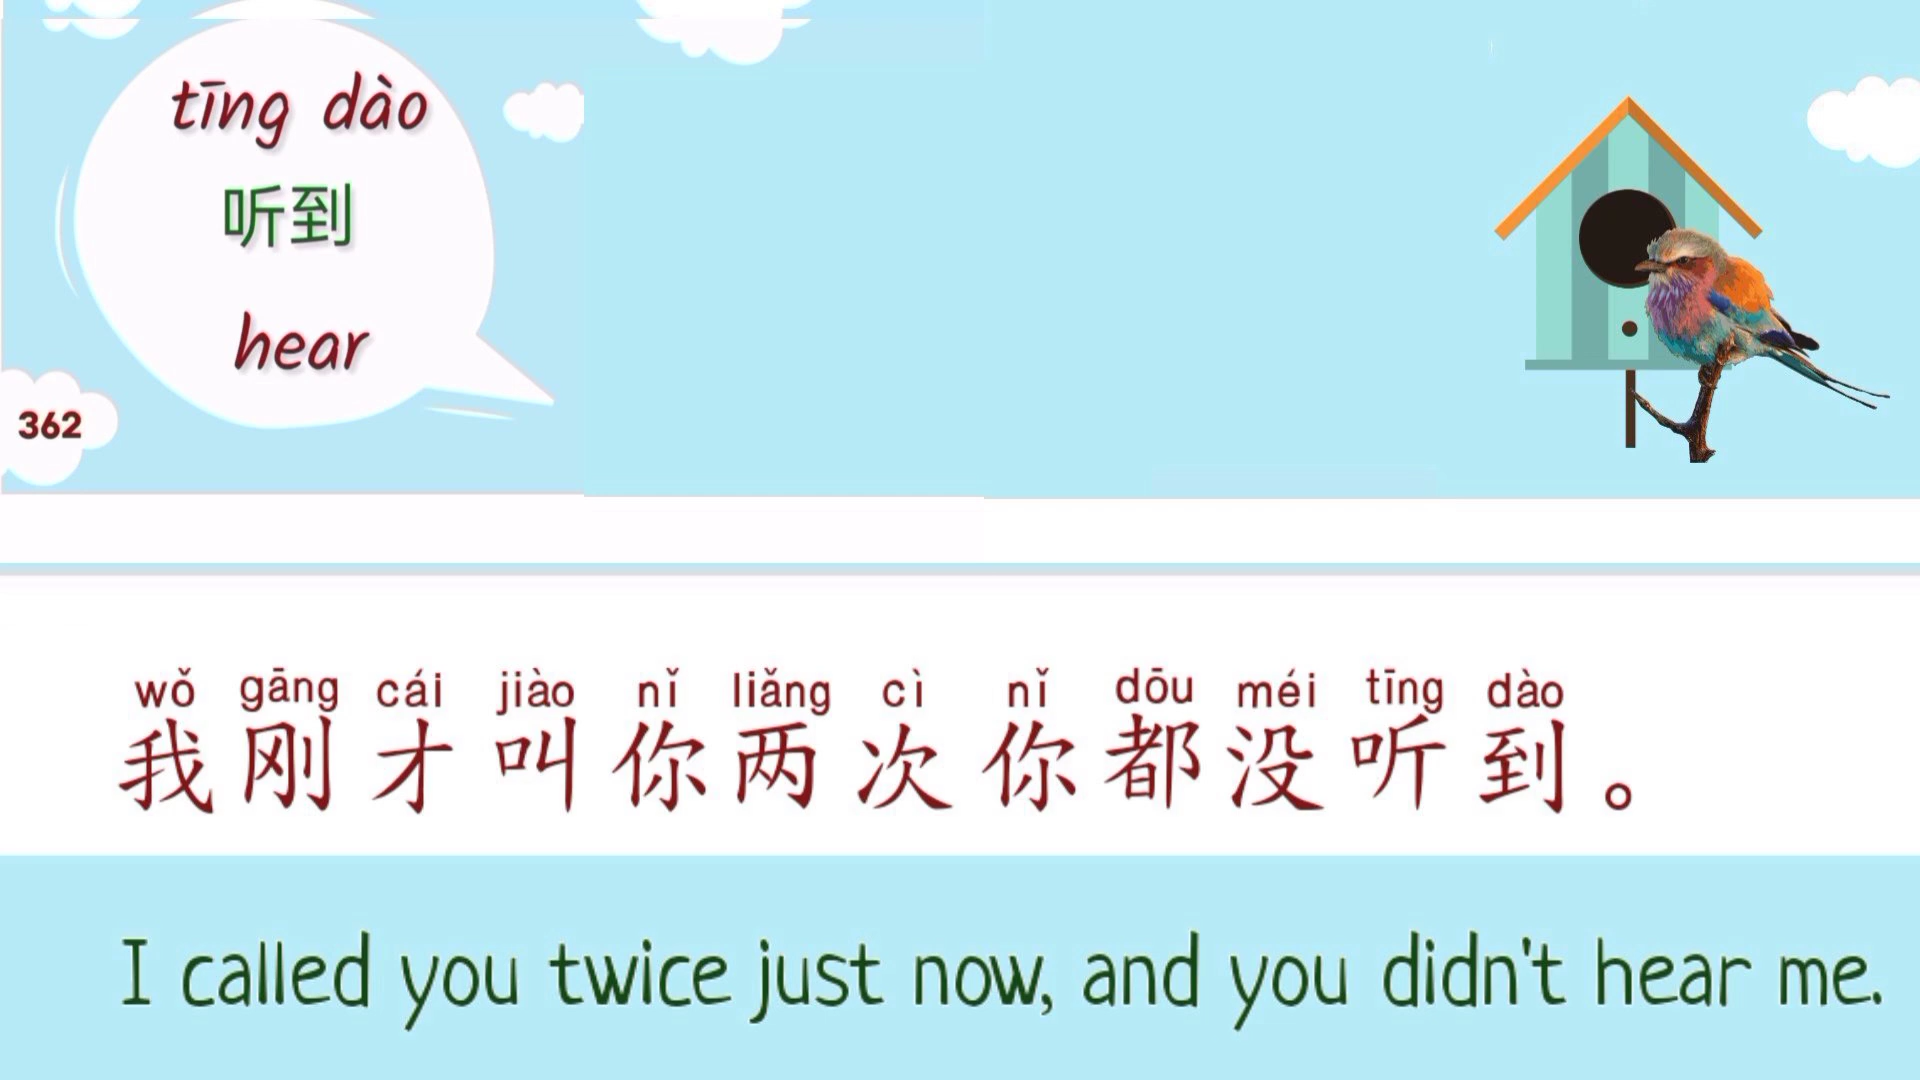 tīng dào
听到
hear
362
wǒ gāng cái jiào nǐ liǎng cì nǐ dōu méi tīng dào
我刚才叫你两次你都没听到。
I called you twice just now, and you didn't hear me.